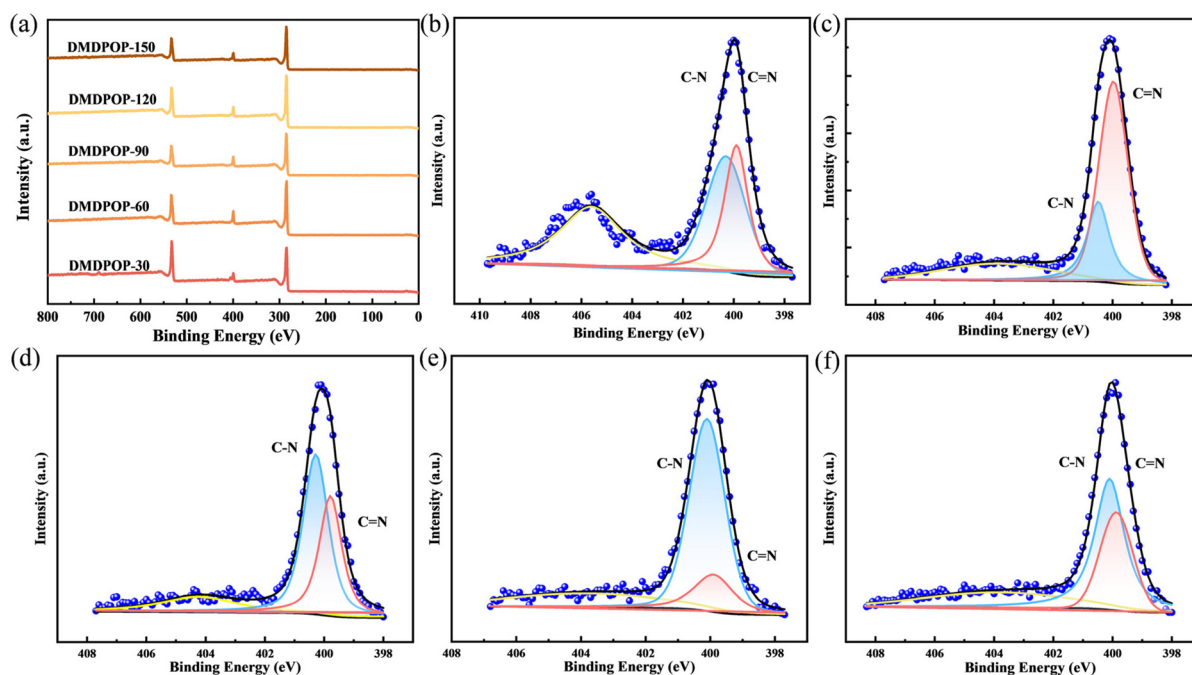 (a)
DMDPOP-150
DMDPOP-120
DMDPOP-90
DMDPOP-60
DMDPOP-30
Intensity (a.u.)
800 700 600 500 400 300 200 100 0
Binding Energy (eV)
(b)
C-N C=N
Intensity (a.u.)
410 408 406 404 402 400 398
Binding Energy (eV)
(c)
C=N
C-N
Intensity (a.u.)
408 406 404 402 400 398
Binding Energy (eV)
(d)
C-N
C=N
Intensity (a.u.)
408 406 404 402 400 398
Binding Energy (eV)
(e)
C-N
C=N
Intensity (a.u.)
406 404 402 400 398
Binding Energy (eV)
(f)
C-N C=N
Intensity (a.u.)
408 406 404 402 400 398
Binding Energy (eV)